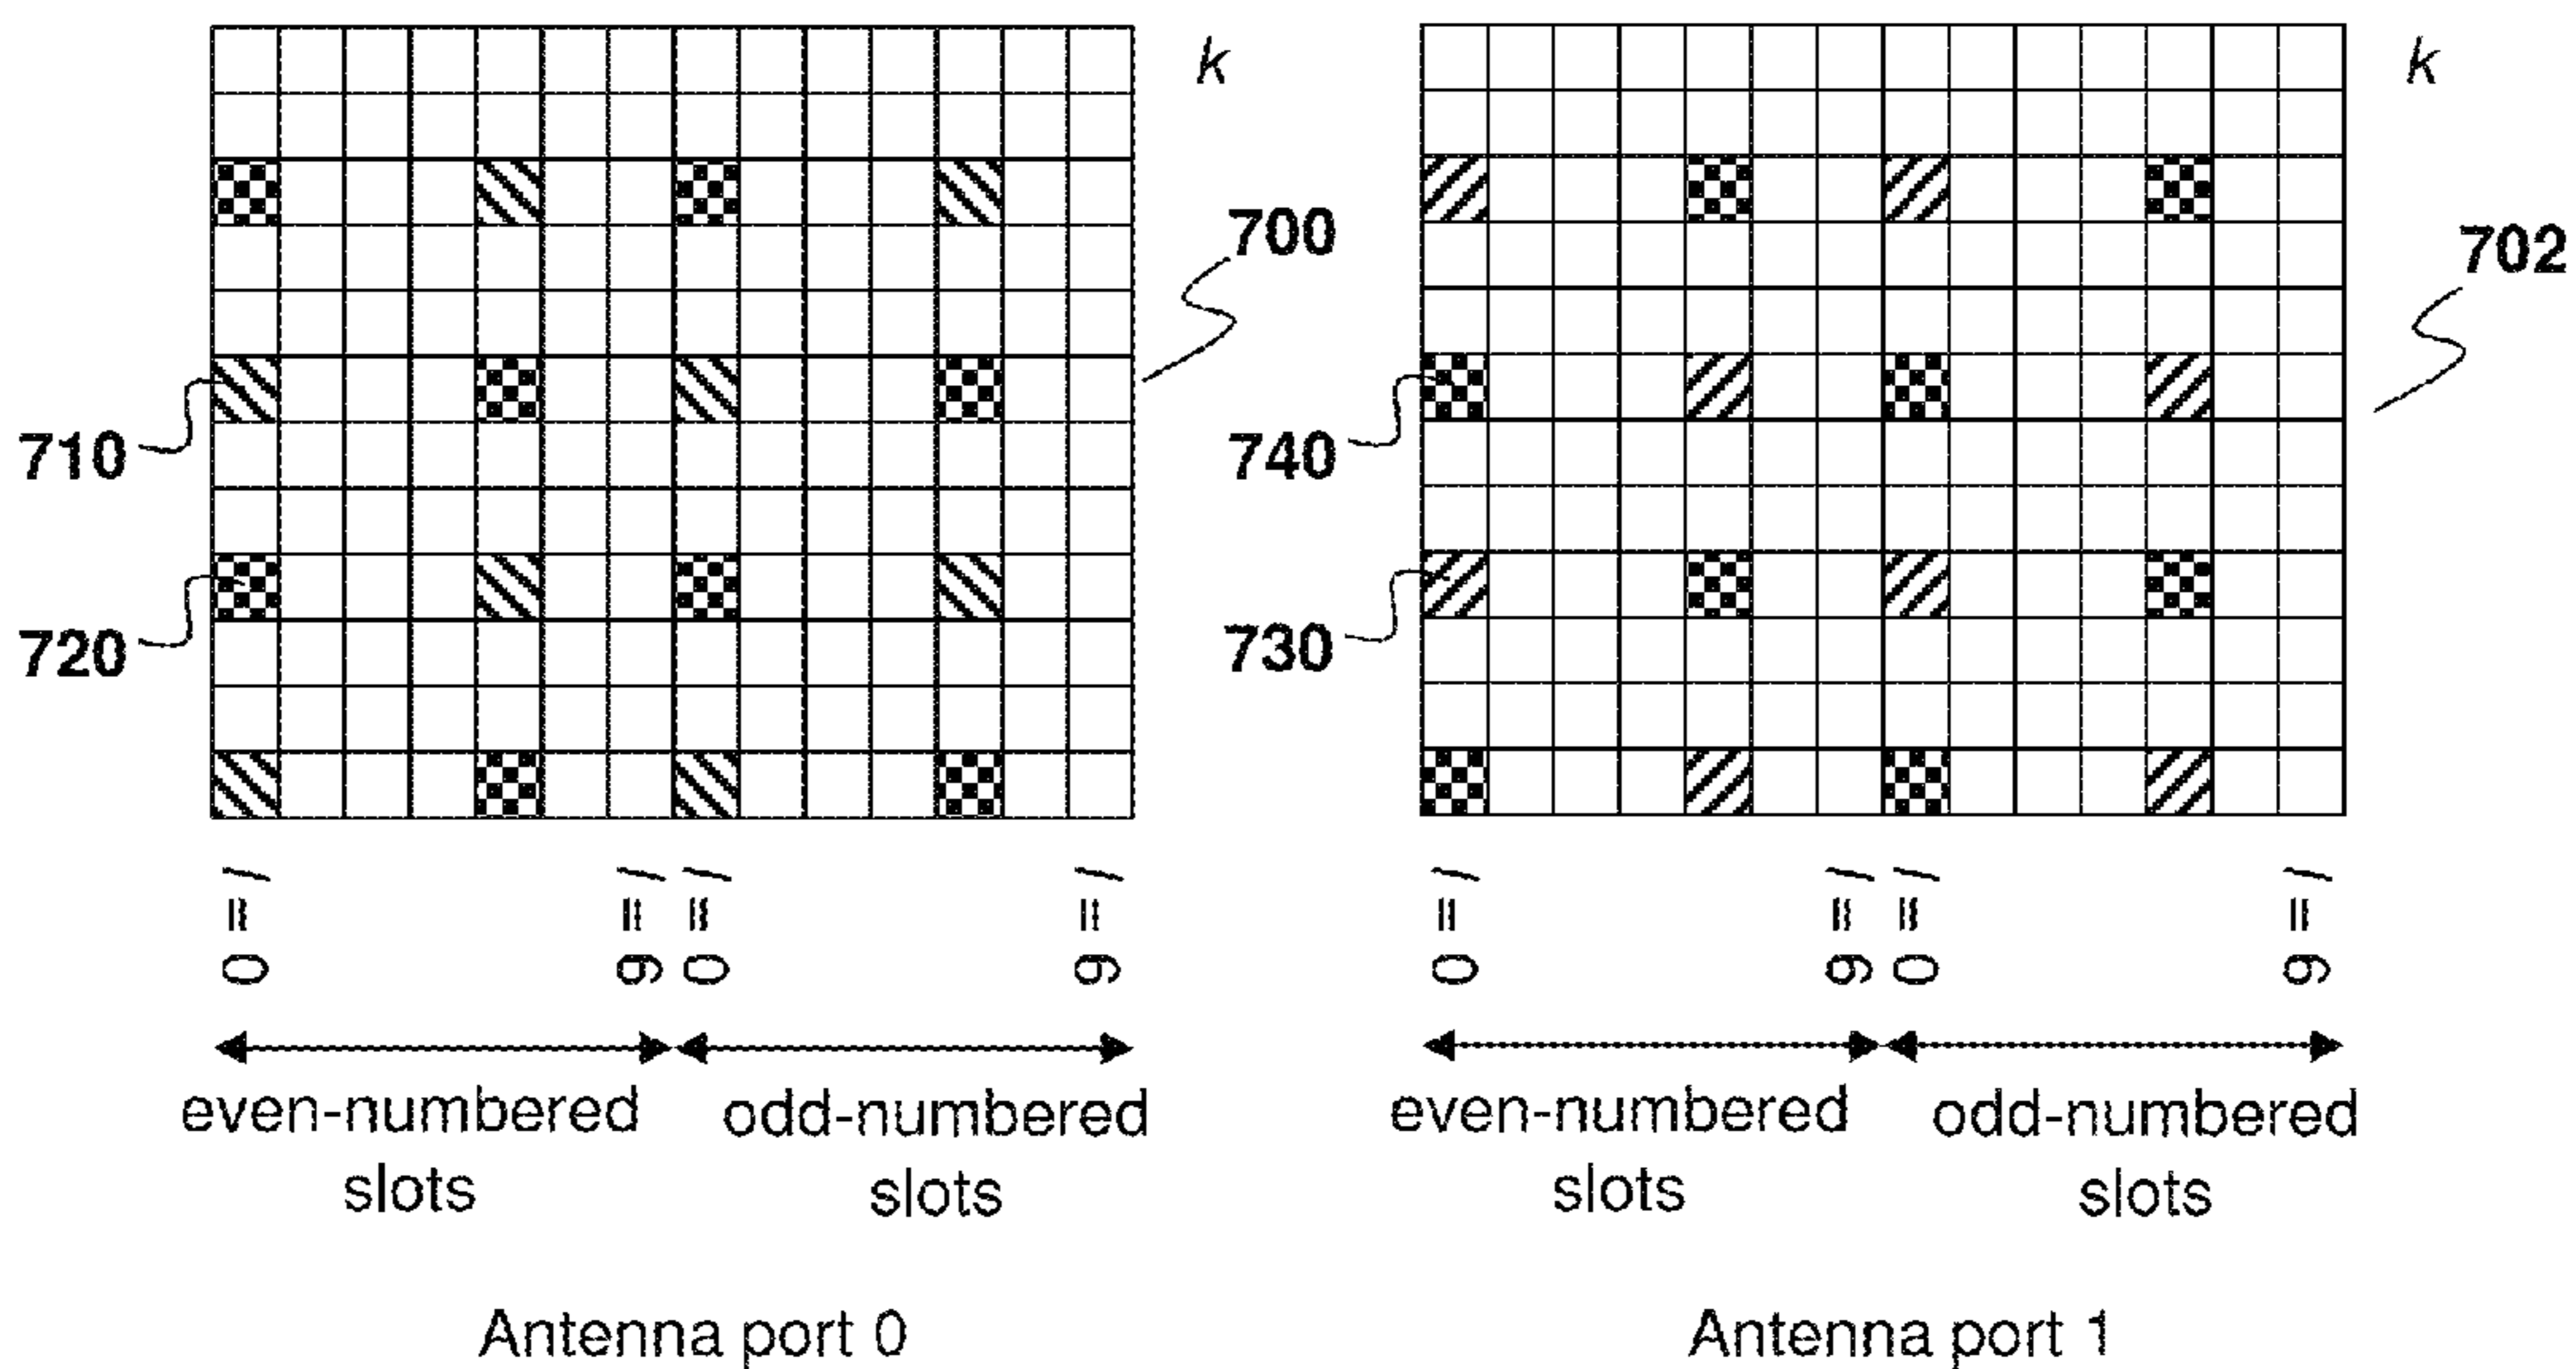 k
k
700
702
710
740
720
730
l = 0
l = 6
l = 0
l = 6
l = 0
l = 6
l = 0
l = 6
even-numbered
slots
odd-numbered
slots
even-numbered
slots
odd-numbered
slots
Antenna port 0
Antenna port 1